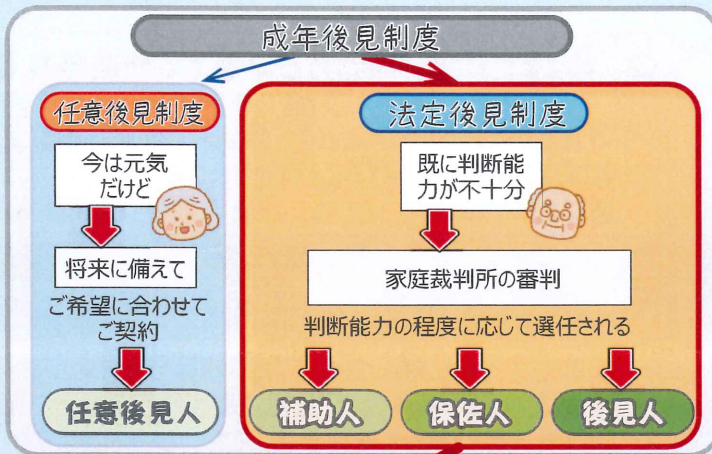 成年後見制度
任意後見制度
今は元気
だけど
将来に備えて
ご希望に合わせて
ご契約
任意後見人
法定後見制度
既に判断能
力が不十分
家庭裁判所の審判
判断能力の程度に応じて選任される
補助人
保佐人
後見人